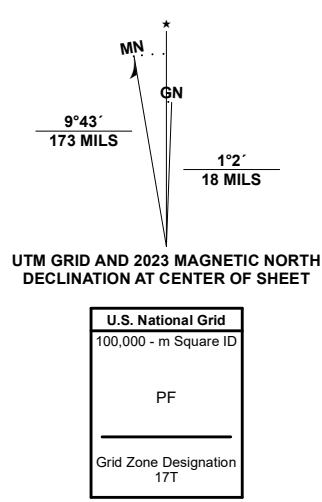 ★
MN
GN
9°43´
173 MILS
1°2´
18 MILS
UTM GRID AND 2023 MAGNETIC NORTH
DECLINATION AT CENTER OF SHEET
U.S. National Grid
100,000 - m Square ID
PF
Grid Zone Designation
17T